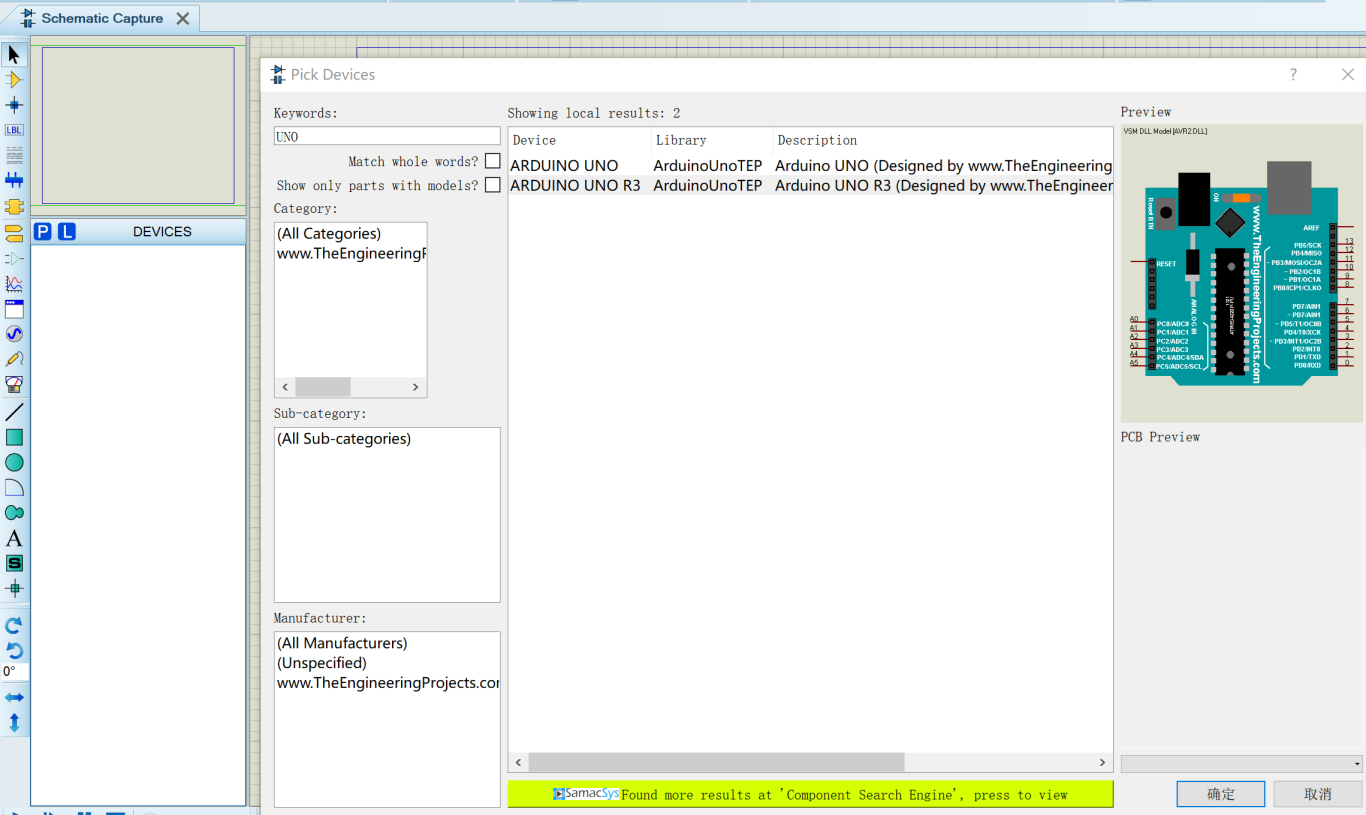 Schematic Capture
Pick Devices
?
Keywords:
UNO
Match whole words?
Show only parts with models?
Category:
(All Categories)
www.TheEngineeringP
Sub-category:
(All Sub-categories)
Manufacturer:
(All Manufacturers)
(Unspecified)
www.TheEngineeringProjects.com
Showing local results: 2
Device Library Description
ARDUINO UNO ArduinoUnoTEP Arduino UNO (Designed by www.TheEngineering
ARDUINO UNO R3 ArduinoUnoTEP Arduino UNO R3 (Designed by www.TheEngineer
SamacSys Found more results at 'Component Search Engine', press to view
Preview
VSM DLL Model [AVR2.DLL]
Reset BTN
ON
www.TheEngineeringProjects.com
ANALOG IN
RESET
A0 PC0/ADC0
A1 PC1/ADC1
A2 PC2/ADC2
A3 PC3/ADC3
A4 PC4/ADC4/SDA
A5 PC5/ADC5/SCL
AREF
PB5/SCK 13
PB4/MISO 12
~ PB3/MOSI/OC2A 11
~ PB2/OC1B 10
~ PB1/OC1A 9
PB0/ICP1/CLKO 8
PD7/AIN1 7
~ PD7/AIN1 6
~ PD5/T1/OC0B 5
PD4/T0/XCK 4
~ PD3/INT1/OC2B 3
PD2/INT0 2
PD1/TXD 1
PD0/RXD 0
PCB Preview
确定
取消
P L DEVICES
LBL
A
S
0°